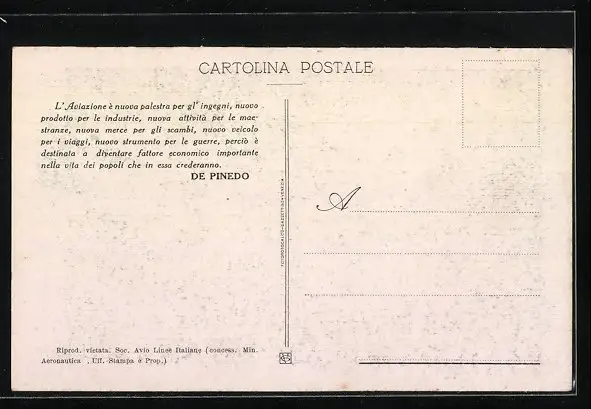 CARTOLINA POSTALE
L'Aviazione è nuova palestra per gl' ingegni, nuovo
prodotto per le industrie, nuova attività per le mae-
stranze, nuova merce per gli scambi, nuovo veicolo
per i viaggi, nuovo strumento per le guerre, perciò è
destinata a diventare fattore economico importante
nella vita dei popoli che in essa crederanno.
DE PINEDO
A
Riprod. vietata. Soc. Avio Linee Italiane (concess. Min.
Aeronautica , Uff. Stampa e Prop.)